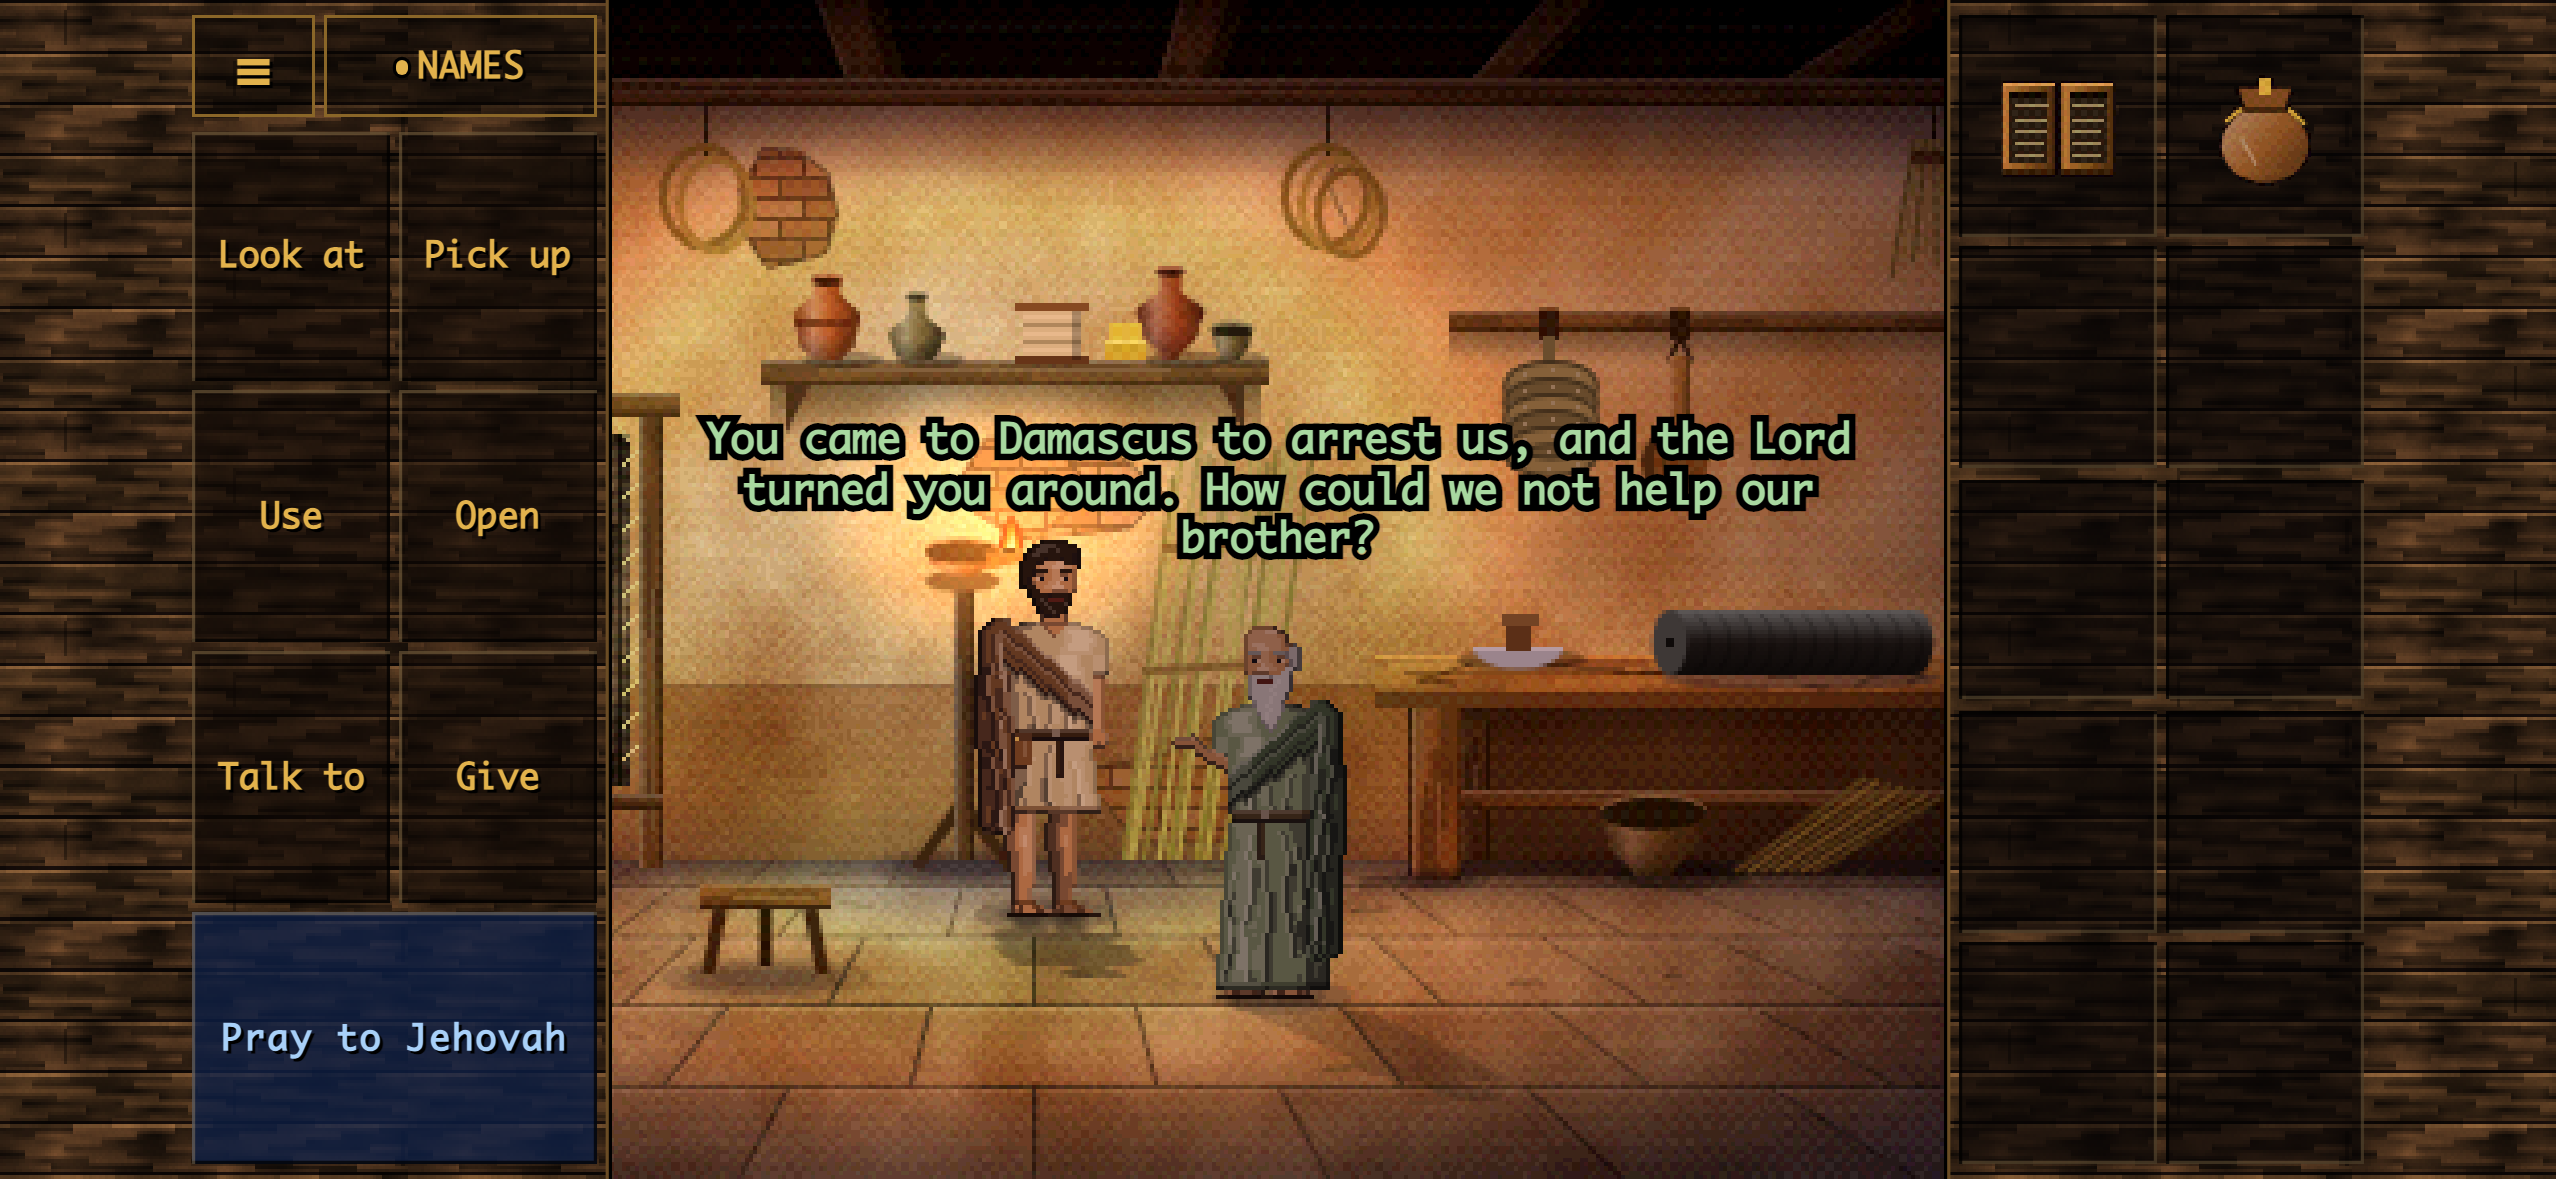 ☰
•NAMES
Look at
Pick up
Use
Open
Talk to
Give
Pray to Jehovah
You came to Damascus to arrest us, and the Lord
turned you around. How could we not help our
brother?